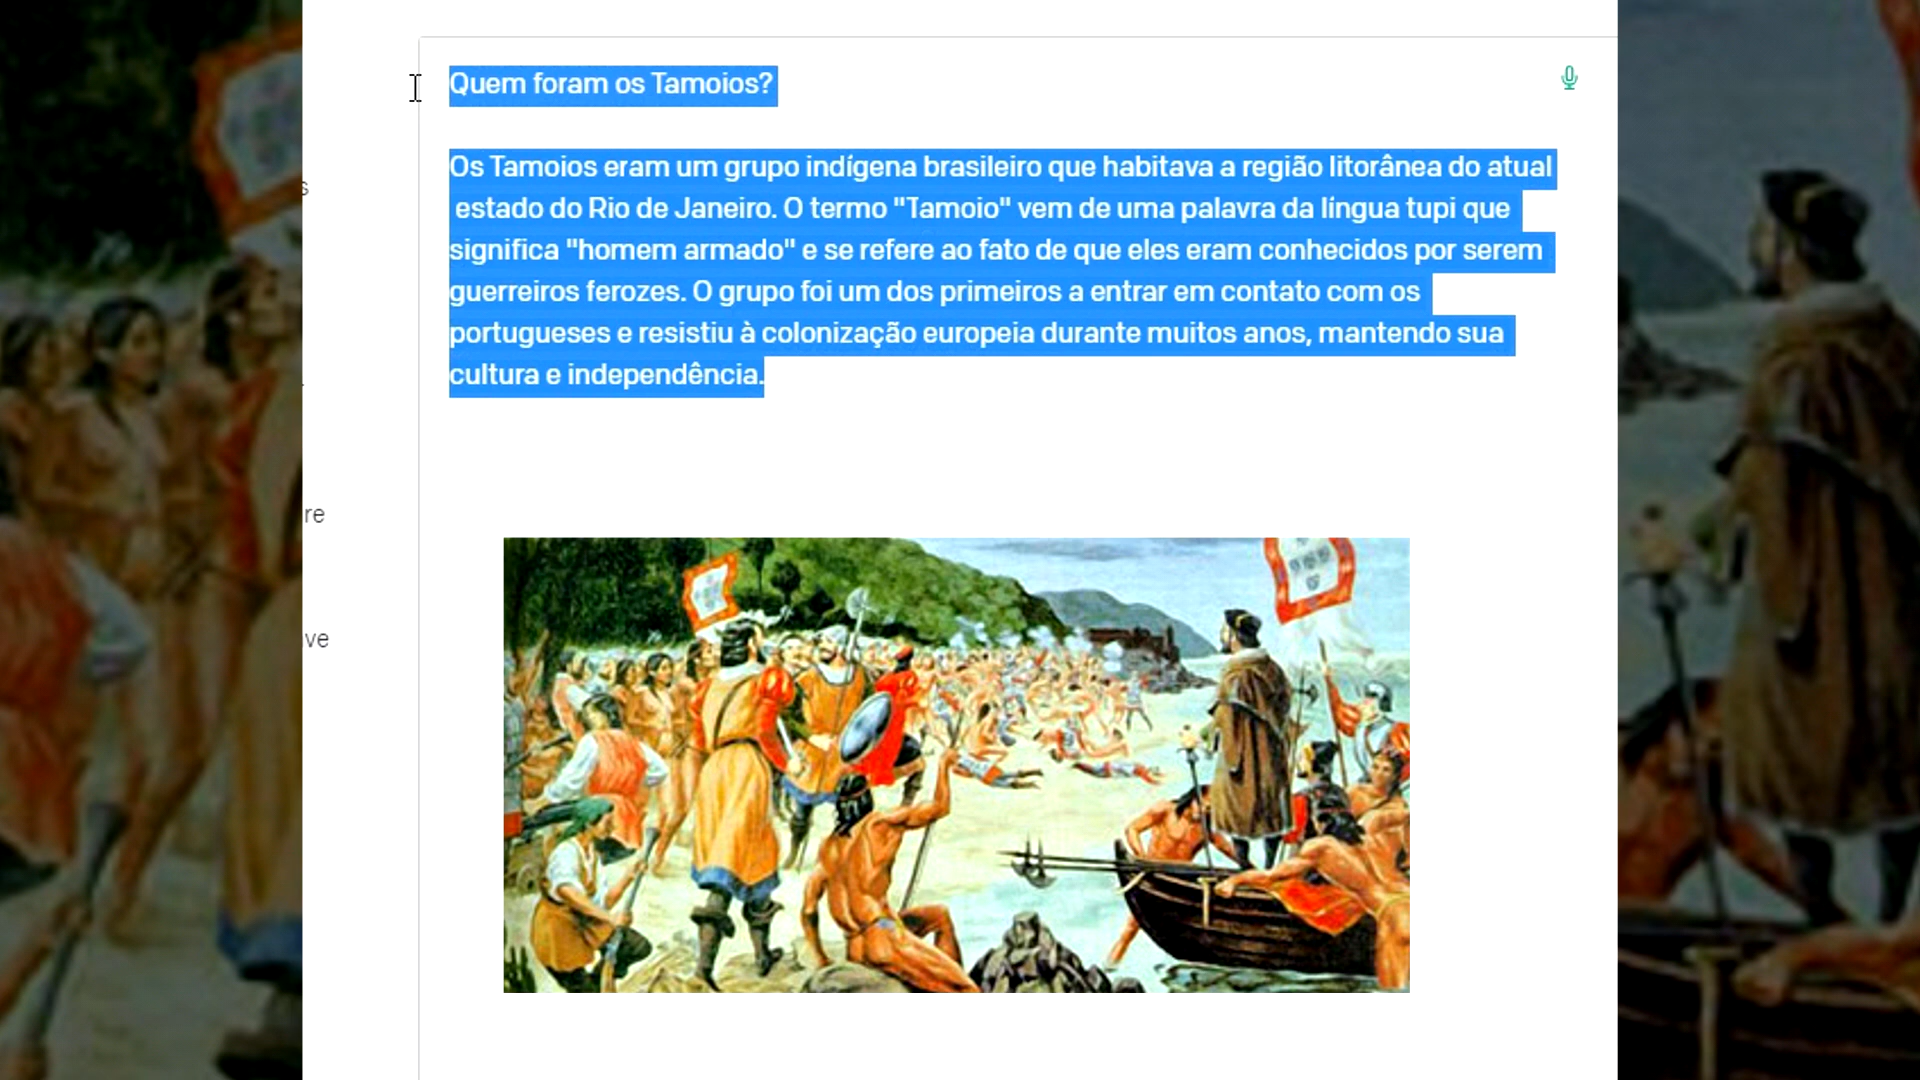 Quem foram os Tamoios?
Os Tamoios eram um grupo indígena brasileiro que habitava a região litorânea do atual
estado do Rio de Janeiro. O termo "Tamoio" vem de uma palavra da língua tupi que
s
significa "homem armado" e se refere ao fato de que eles eram conhecidos por serem
guerreiros ferozes. O grupo foi um dos primeiros a entrar em contato com os
portugueses e resistiu à colonização europeia durante muitos anos, mantendo sua
cultura e independência.
re
ve